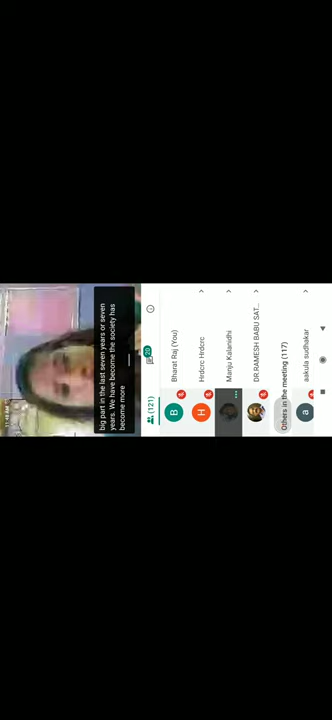 11:48 AM
big part in the last seven years or seven
years. We have become the society has
become more
(121)
20
B
Bharat Raj (You)
H
Hrdcrc Hrdcrc
Manju Kalanidhi
DR.RAMESH BABU SAT...
Others in the meeting (117)
a
aakula sudhakar